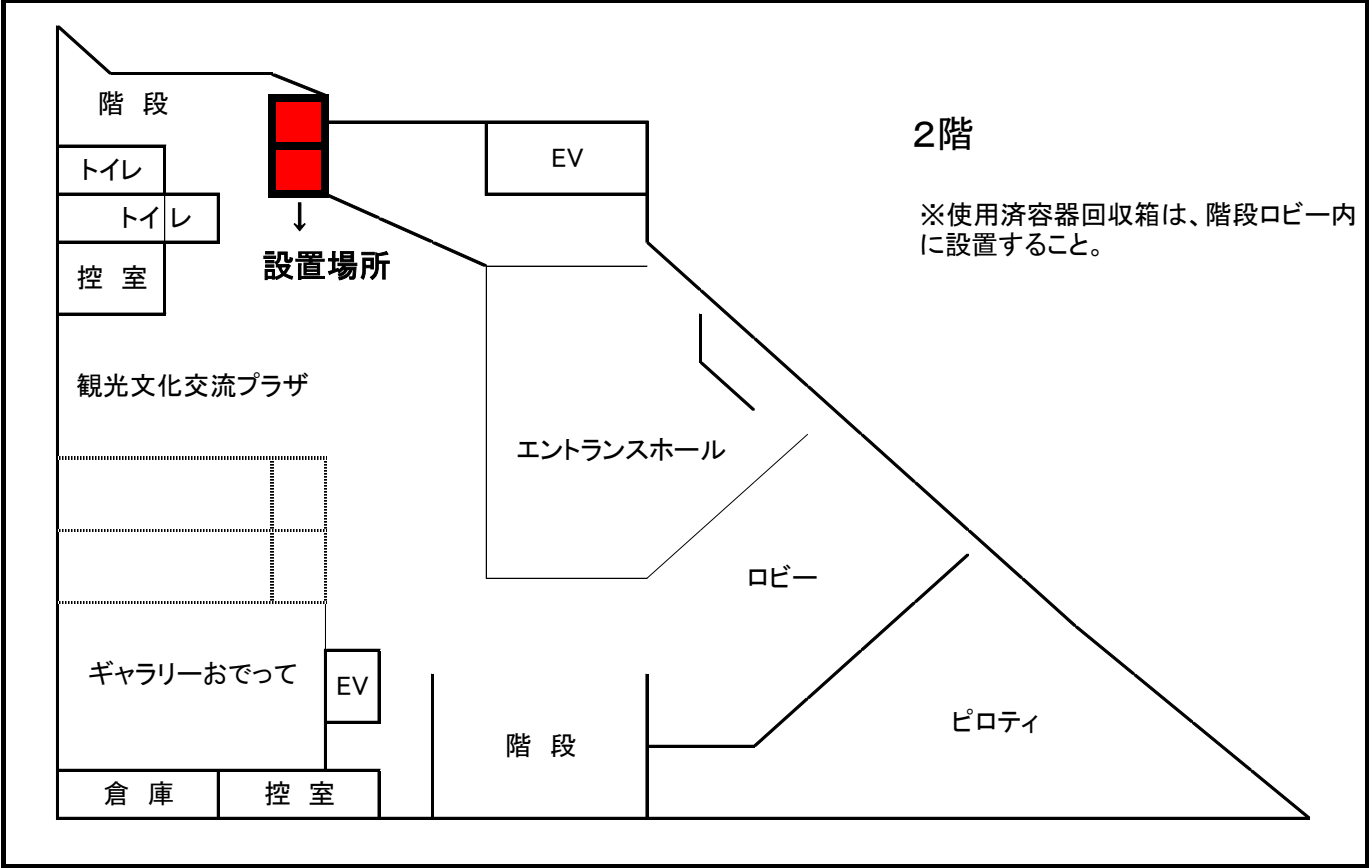 階 段
２階
EV
トイレ
トイレ
※使用済容器回収箱は、階段ロビー内
に設置すること。
↓
設置場所
控 室
観光文化交流プラザ
エントランスホール
ロビー
ギャラリーおでって
EV
ピロティ
階 段
倉 庫
控 室